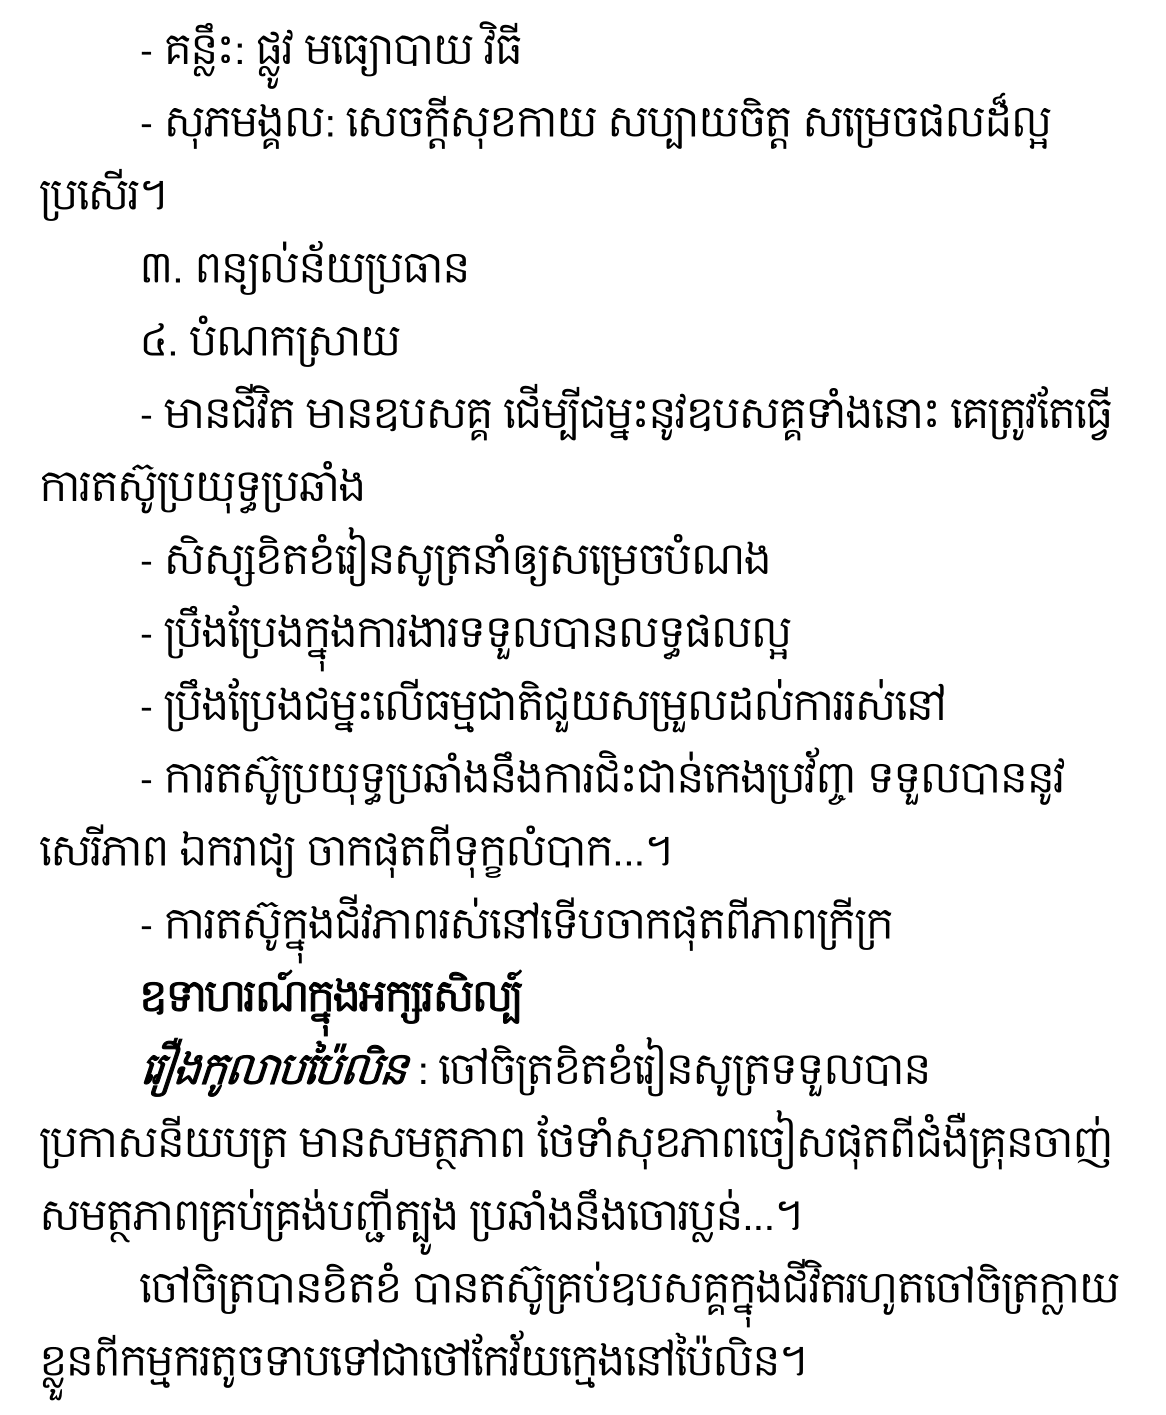 - គន្លឹះ: ផ្លូវ មធ្យោបាយ វិធី
- សុភមង្គល: សេចក្តីសុខកាយ សប្បាយចិត្ត សម្រេចផលដ៏ល្អ
ប្រសើរ។
៣. ពន្យល់ន័យប្រធាន
៤. បំណកស្រាយ
- មានជីវិត មានឧបសគ្គ ដើម្បីជម្នះនូវឧបសគ្គទាំងនោះ គេត្រូវតែធ្វើ
ការតស៊ូប្រយុទ្ធប្រឆាំង
- សិស្សខិតខំរៀនសូត្រនាំឲ្យសម្រេចបំណង
- ប្រឹងប្រែងក្នុងការងារទទួលបានលទ្ធផលល្អ
- ប្រឹងប្រែងជម្នះលើធម្មជាតិជួយសម្រួលដល់ការរស់នៅ
- ការតស៊ូប្រយុទ្ធប្រឆាំងនឹងការជិះជាន់កេងប្រវ័ញ្ច ទទួលបាននូវ
សេរីភាព ឯករាជ្យ ចាកផុតពីទុក្ខលំបាក...។
- ការតស៊ូក្នុងជីវភាពរស់នៅទើបចាកផុតពីភាពក្រីក្រ
ឧទាហរណ៍ក្នុងអក្សរសិល្ប៍
រឿងកូលាបប៉ៃលិន : ចៅចិត្រខិតខំរៀនសូត្រទទួលបាន
ប្រកាសនីយបត្រ មានសមត្ថភាព ថែទាំសុខភាពចៀសផុតពីជំងឺគ្រុនចាញ់
សមត្ថភាពគ្រប់គ្រង់បញ្ជីត្បូង ប្រឆាំងនឹងចោរប្លន់...។
ចៅចិត្របានខិតខំ បានតស៊ូគ្រប់ឧបសគ្គក្នុងជីវិតរហូតចៅចិត្រក្លាយ
ខ្លួនពីកម្មករតូចទាបទៅជាថៅកែវ័យក្មេងនៅប៉ៃលិន។